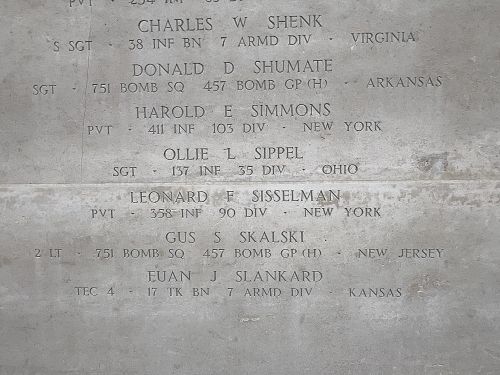 CHARLES W SHENK
S SGT · 38 INF BN 7 ARMD DIV · VIRGINIA
DONALD D SHUMATE
SGT · 751 BOMB SQ 457 BOMB GP (H) · ARKANSAS
HAROLD E SIMMONS
PVT · 411 INF 103 DIV · NEW YORK
OLLIE L SIPPEL
SGT · 137 INF 35 DIV · OHIO
LEONARD F SISSELMAN
PVT · 358 INF 90 DIV · NEW YORK
GUS S SKALSKI
2 LT · 751 BOMB SQ 457 BOMB GP (H) · NEW JERSEY
EUAN J SLANKARD
TEC 4 · 17 TK BN 7 ARMD DIV · KANSAS